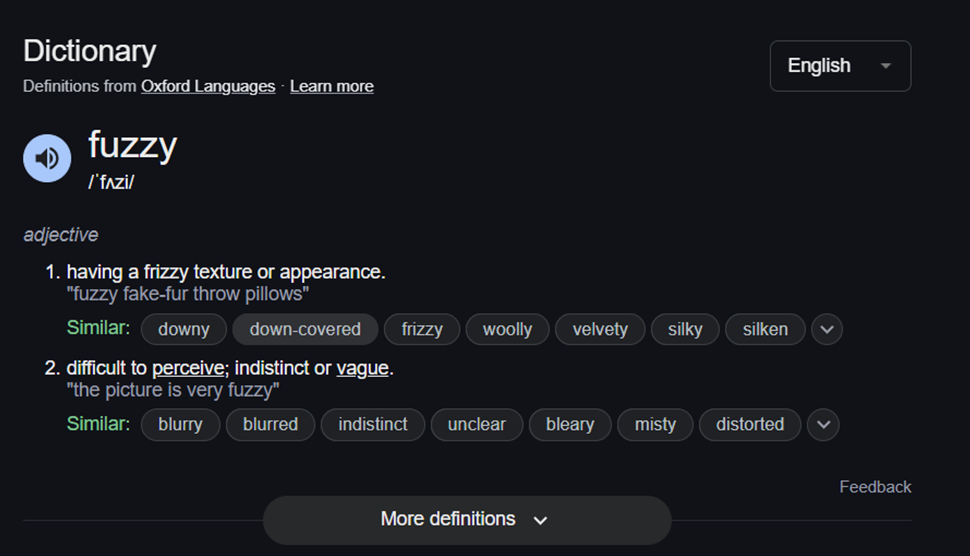 Dictionary
English
Definitions from Oxford Languages · Learn more
fuzzy
/ˈfʌzi/
adjective
1. having a frizzy texture or appearance.
"fuzzy fake-fur throw pillows"
Similar: downy down-covered frizzy woolly velvety silky silken
2. difficult to perceive; indistinct or vague.
"the picture is very fuzzy"
Similar: blurry blurred indistinct unclear bleary misty distorted
Feedback
More definitions